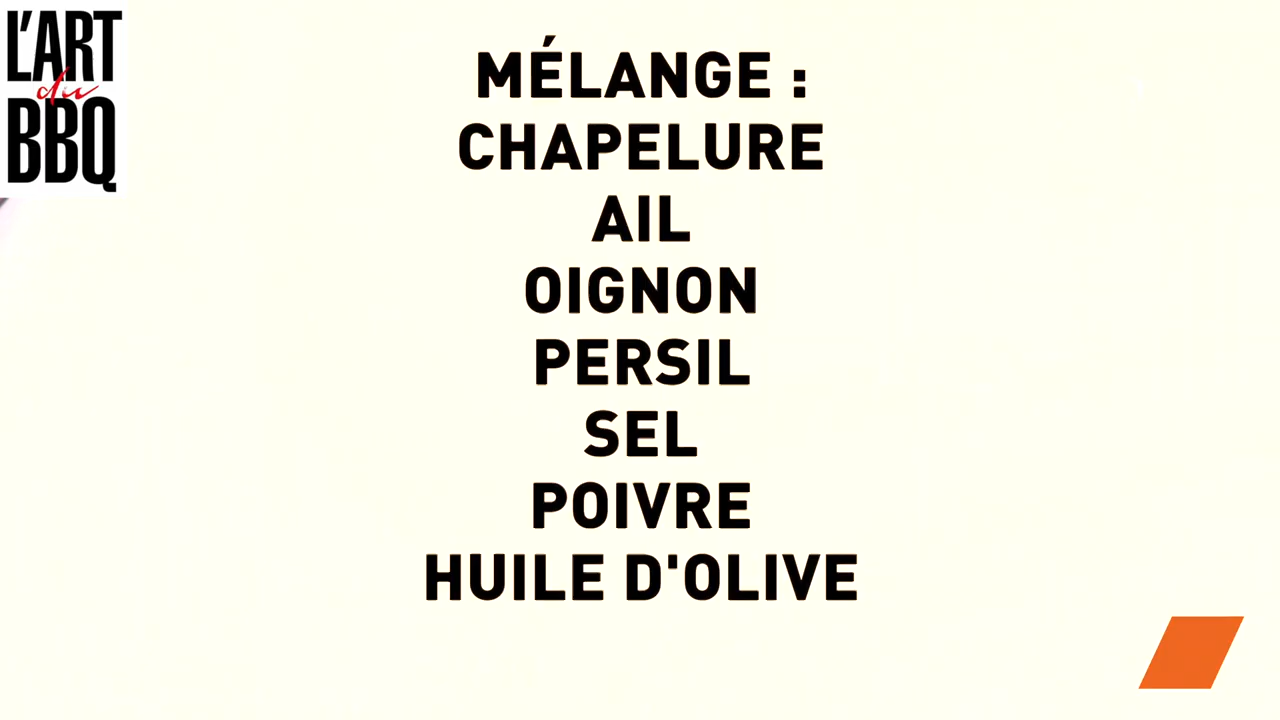 L'ART
du
BBQ
MÉLANGE :
CHAPELURE
AIL
OIGNON
PERSIL
SEL
POIVRE
HUILE D'OLIVE